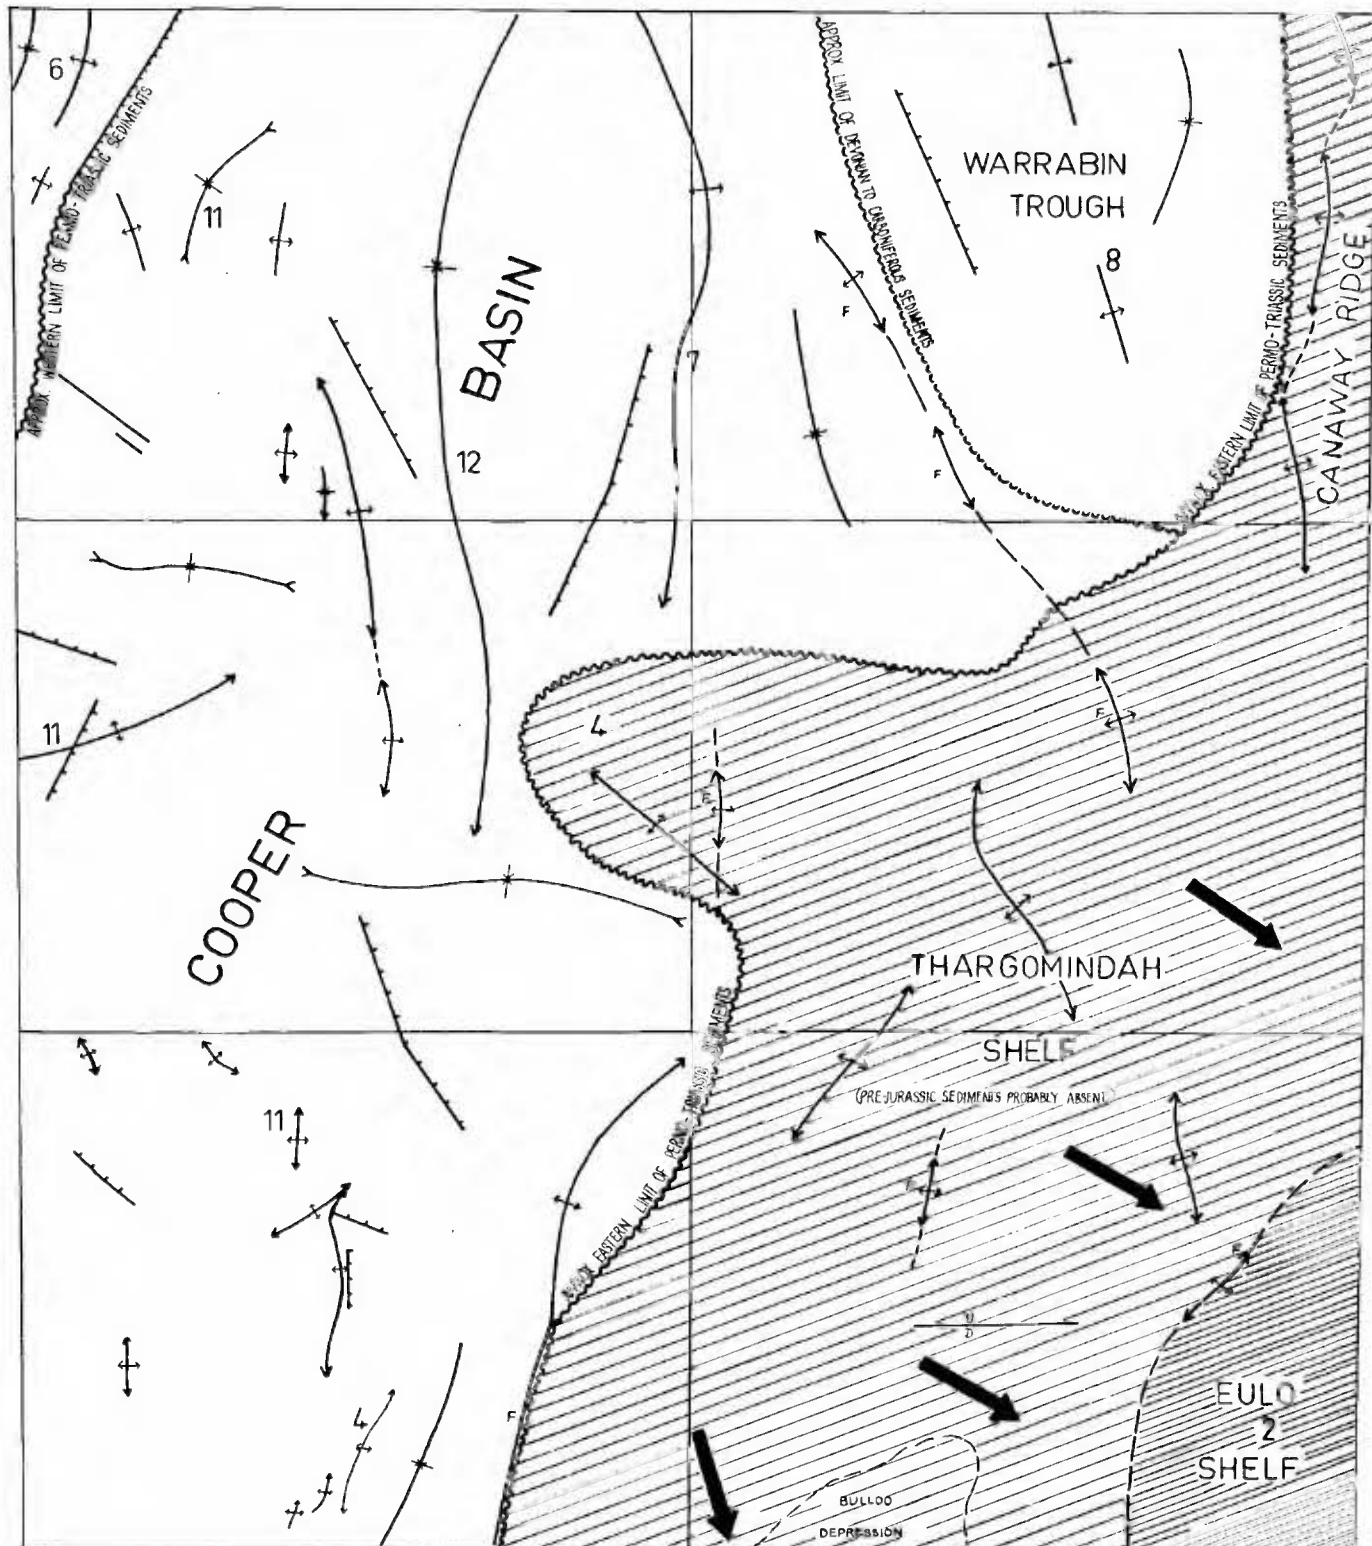 6
APPROX. WESTERN LIMIT OF PERMO-TRIASSIC SEDIMENTS
11
BASIN
12
7
APPROX LIMIT OF DEVONIAN TO CARBONIFEROUS SEDIMENTS
WARRABIN
TROUGH
8
F
F
APPROX EASTERN LIMIT OF PERMO-TRIASSIC SEDIMENTS
CANAWAY RIDGE
11
4
F
F
COOPER
THARGOMINDAH
SHELF
(PRE-JURASSIC SEDIMENTS PROBABLY ABSENT)
APPROX EASTERN LIMIT OF PERMO-TRIASSIC SEDIMENTS
11
F
F
U
D
4
F
EULO
2
SHELF
BULLOO
DEPRESSION